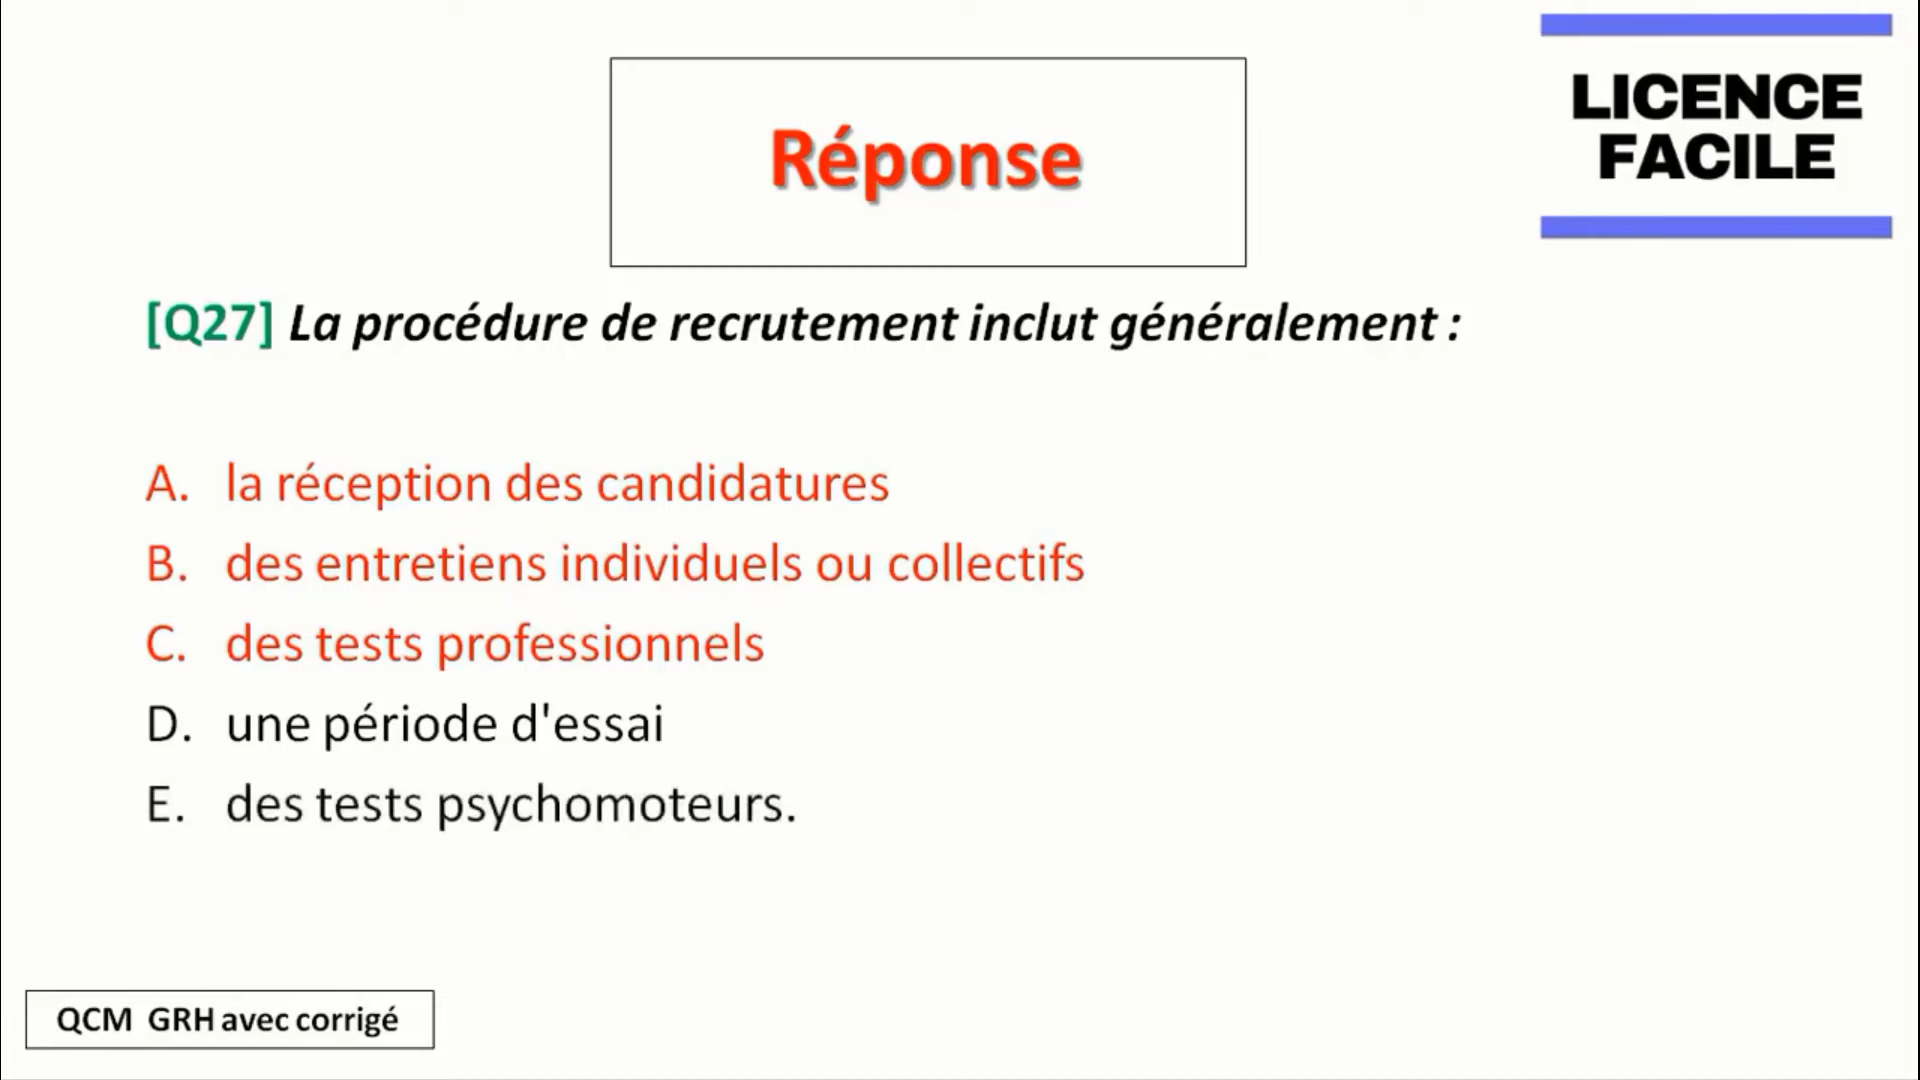 LICENCE
FACILE
Réponse
[Q27] La procédure de recrutement inclut généralement :
A. la réception des candidatures
B. des entretiens individuels ou collectifs
C. des tests professionnels
D. une période d'essai
E. des tests psychomoteurs.
QCM GRH avec corrigé